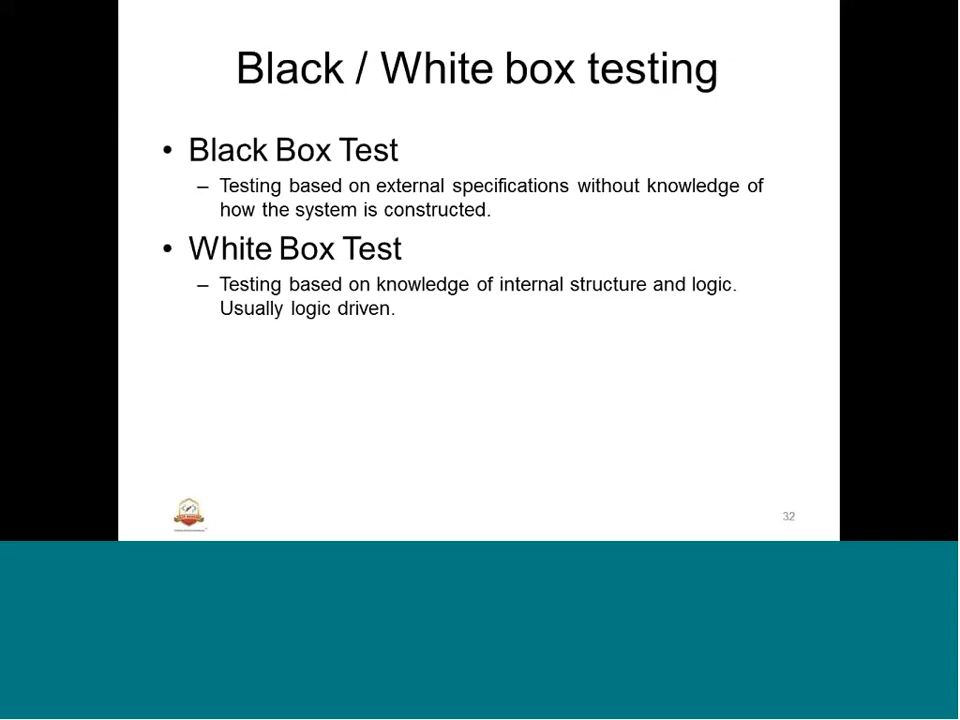 Black / White box testing
• Black Box Test
– Testing based on external specifications without knowledge of
how the system is constructed.
• White Box Test
– Testing based on knowledge of internal structure and logic.
Usually logic driven.
32